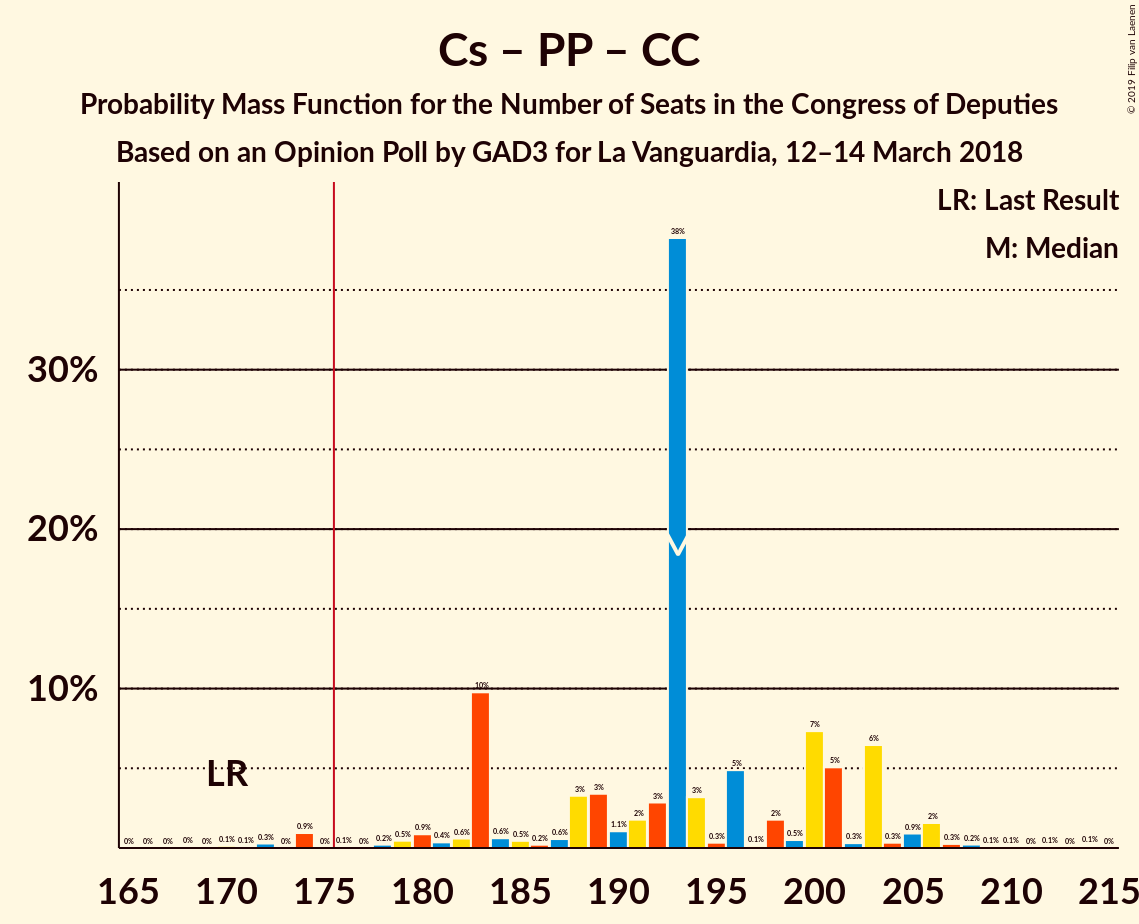 Cs – PP – CC
Probability Mass Function for the Number of Seats in the Congress of Deputies
Based on an Opinion Poll by GAD3 for La Vanguardia, 12–14 March 2018
© 2019 Filip van Laenen
LR: Last Result
M: Median
30%
20%
10%
LR
0% 0% 0% 0% 0% 0.1% 0.1% 0.3% 0% 0.9% 0% 0.1% 0% 0.2% 0.5% 0.9% 0.4% 0.6% 10% 0.6% 0.5% 0.2% 0.6% 3% 3% 1.1% 2% 3% 38% 3% 0.3% 5% 0.1% 2% 0.5% 7% 5% 0.3% 6% 0.3% 0.9% 2% 0.3% 0.2% 0.1% 0.1% 0% 0.1% 0% 0.1% 0%
165 170 175 180 185 190 195 200 205 210 215